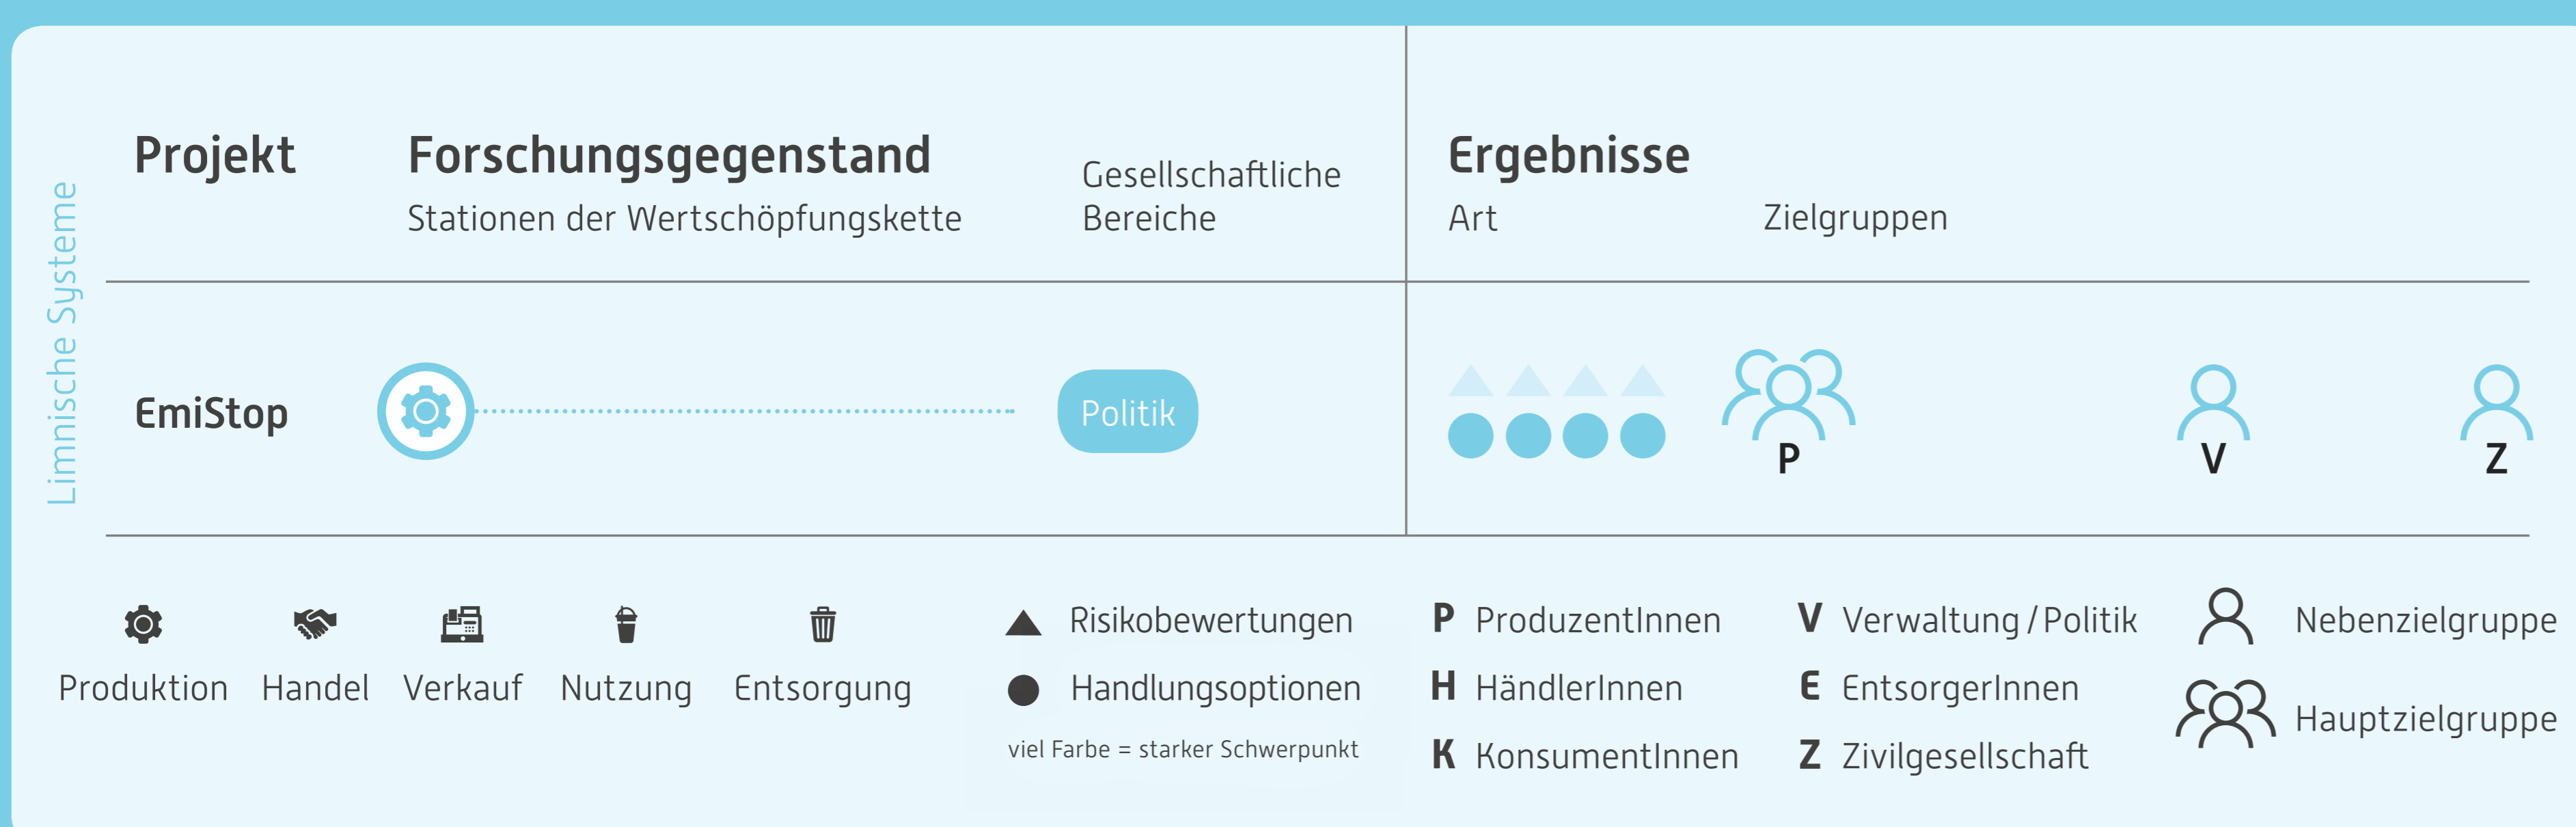 Limnische Systeme
Projekt
Forschungsgegenstand
Stationen der Wertschöpfungskette
Gesellschaftliche
Bereiche
Ergebnisse
Art
Zielgruppen
EmiStop
Politik
P
V
Z
Produktion
Handel
Verkauf
Nutzung
Entsorgung
Risikobewertungen
Handlungsoptionen
viel Farbe = starker Schwerpunkt
P ProduzentInnen
H HändlerInnen
K KonsumentInnen
V Verwaltung / Politik
E EntsorgerInnen
Z Zivilgesellschaft
Nebenzielgruppe
Hauptzielgruppe